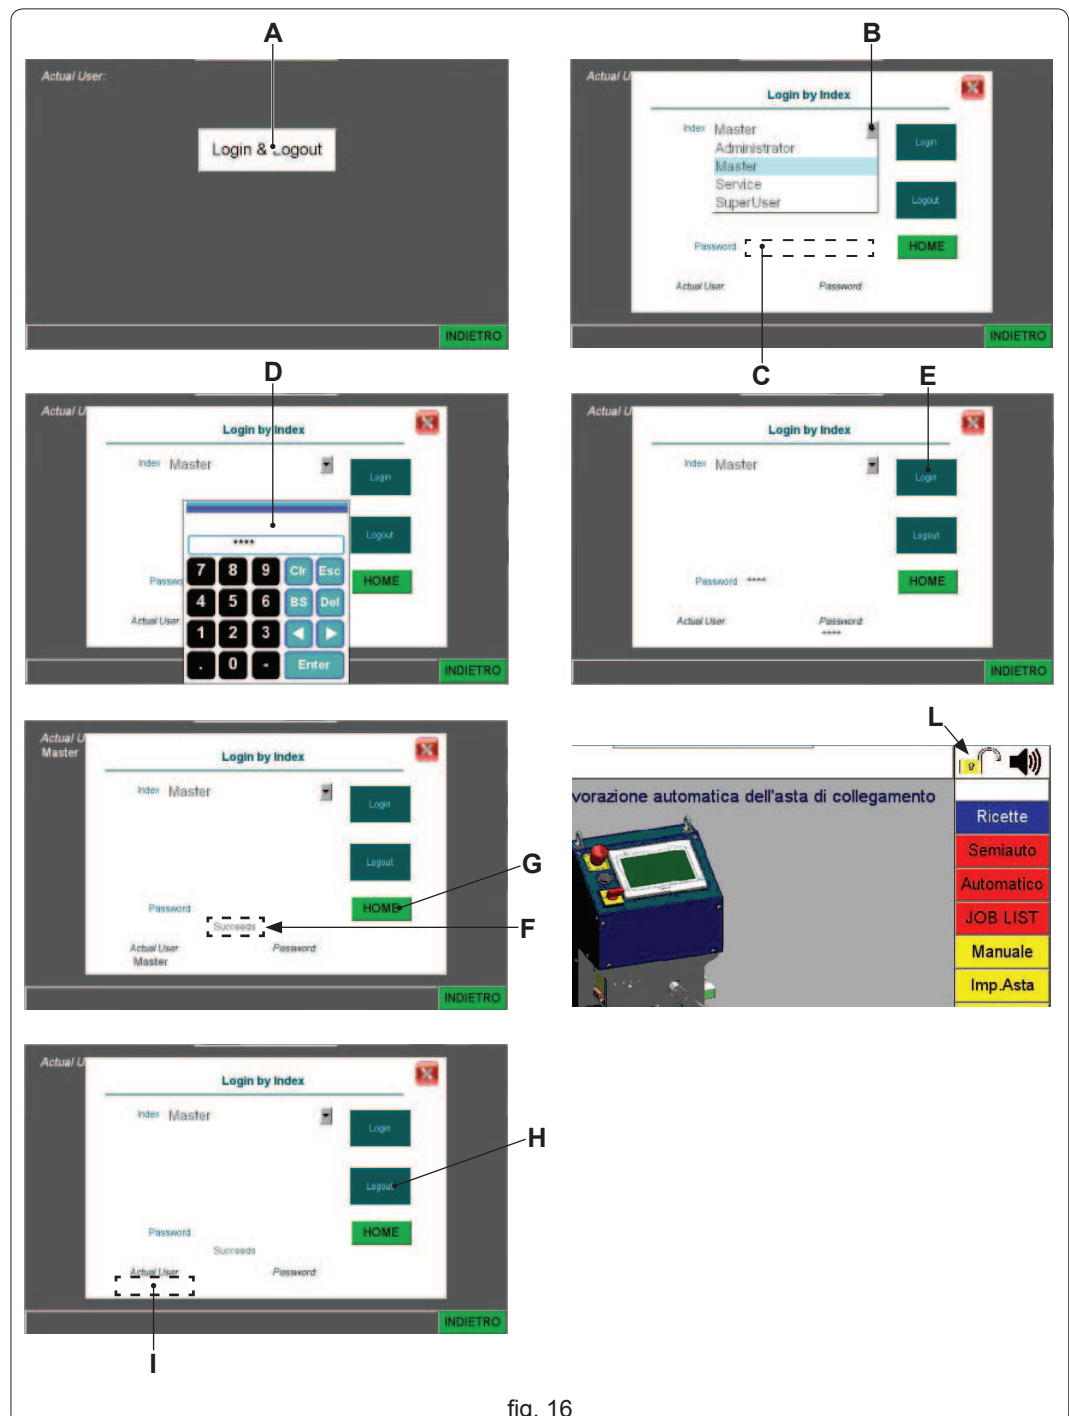 A
Actual User:
Login & Logout
INDIETRO
B
Actual U
Login by Index
Index Master
Administrator
Master
Service
SuperUser
Login
Logout
Password
HOME
Actual User Password
INDIETRO
C
D
Actual U
Login by Index
Index Master
Login
****
Logout
7 8 9 Clr Esc
Passwo
HOME
4 5 6 BS Del
Actual User
1 2 3
. 0 - Enter
INDIETRO
E
Actual U
Login by Index
Index Master
Login
Logout
Password ****
HOME
Actual User Password
****
INDIETRO
Actual U
Master
Login by Index
Index Master
Login
Logout
G
Password
HOME
Succeeds
F
Actual User Password
Master
INDIETRO
L
vorazione automatica dell'asta di collegamento
Ricette
Semiauto
Automatico
JOB LIST
Manuale
Imp.Asta
Actual U
Login by Index
Index Master
Login
H
Logout
Password
HOME
Succeeds
Actual User Password
INDIETRO
I
fig. 16